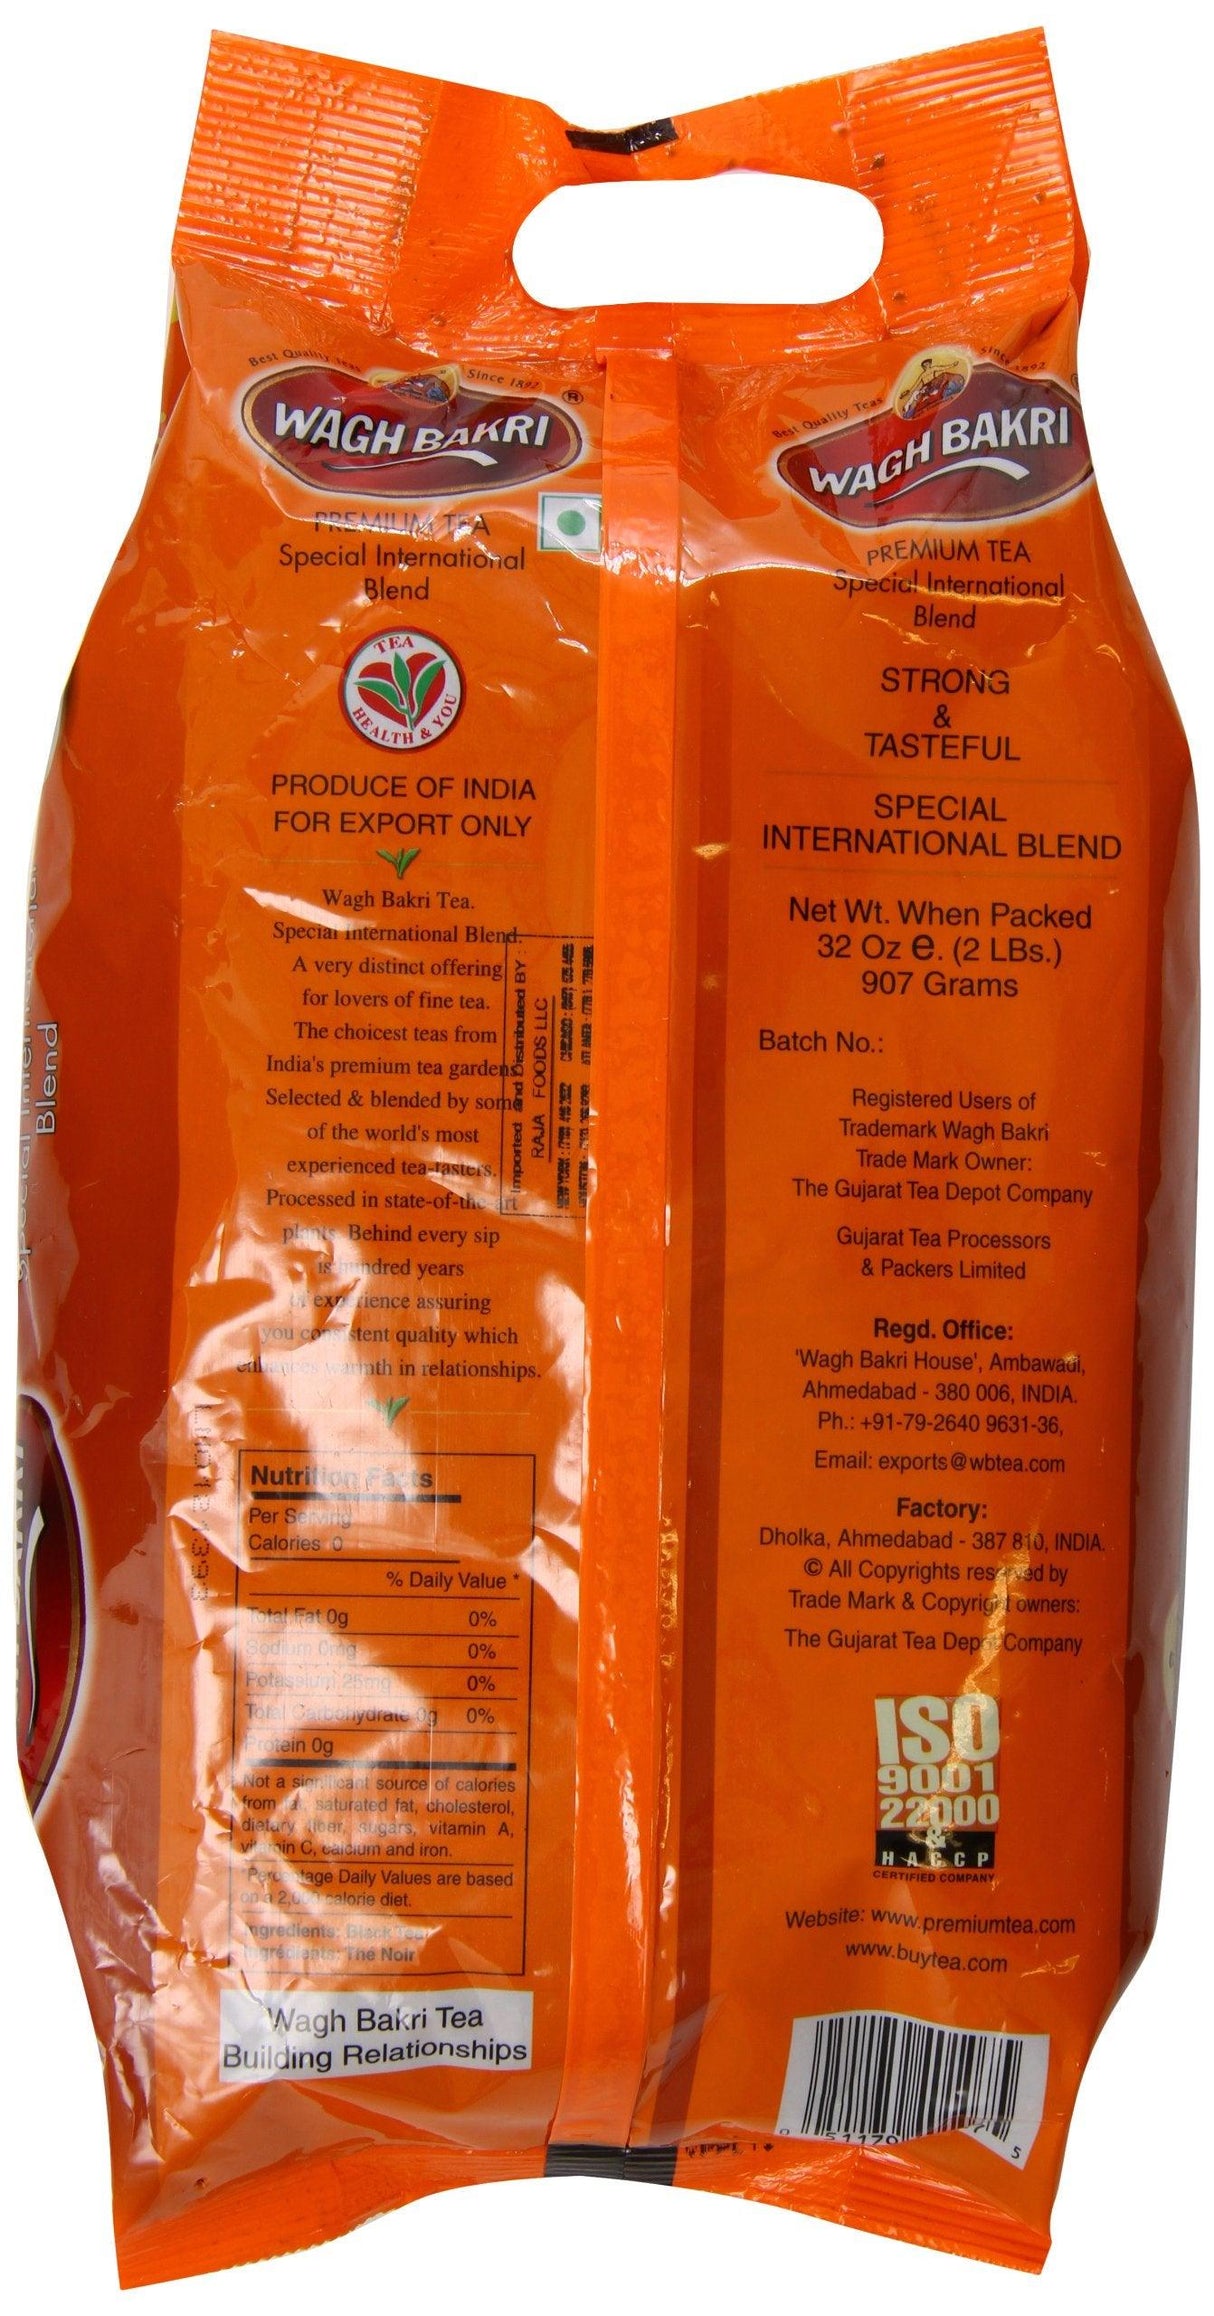 Best Quality Teas
Since 1892
®
WAGH BAKRI
PREMIUM TEA
Special International
Blend
TEA
HEALTH & YOU
PRODUCE OF INDIA
FOR EXPORT ONLY
Wagh Bakri Tea.
Special International Blend.
A very distinct offering
for lovers of fine tea.
The choicest teas from
India's premium tea gardens
Selected & blended by some
of the world's most
experienced tea-tasters.
Processed in state-of-the-art
plants. Behind every sip
is hundred years
of experience assuring
you consistent quality which
enhances warmth in relationships.
Imported and Distributed BY :
RAJA FOODS LLC
Nutrition Facts
Per Serving
Calories 0
% Daily Value *
Total Fat 0g 0%
Sodium 0mg 0%
Potassium 25mg 0%
Total Carbohydrate 0g 0%
Protein 0g
Not a significant source of calories
from fat, saturated fat, cholesterol,
dietary fiber, sugars, vitamin A,
vitamin C, calcium and iron.
*Percentage Daily Values are based
on a 2,000 calorie diet.
Ingredients: Black Tea
Ingrédients: Thé Noir
Wagh Bakri Tea
Building Relationships
Best Quality Teas
Since 1892
WAGH BAKRI
PREMIUM TEA
Special International
Blend
STRONG
&
TASTEFUL
SPECIAL
INTERNATIONAL BLEND
Net Wt. When Packed
32 Oz e. (2 LBs.)
907 Grams
Batch No.:
Registered Users of
Trademark Wagh Bakri
Trade Mark Owner:
The Gujarat Tea Depot Company
Gujarat Tea Processors
& Packers Limited
Regd. Office:
'Wagh Bakri House', Ambawadi,
Ahmedabad - 380 006, INDIA.
Ph.: +91-79-2640 9631-36,
Email: exports@wbtea.com
Factory:
Dholka, Ahmedabad - 387 810, INDIA.
© All Copyrights reserved by
Trade Mark & Copyright owners:
The Gujarat Tea Depot Company
ISO
9001
22000
&
HACCP
CERTIFIED COMPANY
Website: www.premiumtea.com
www.buytea.com
Special International
Blend